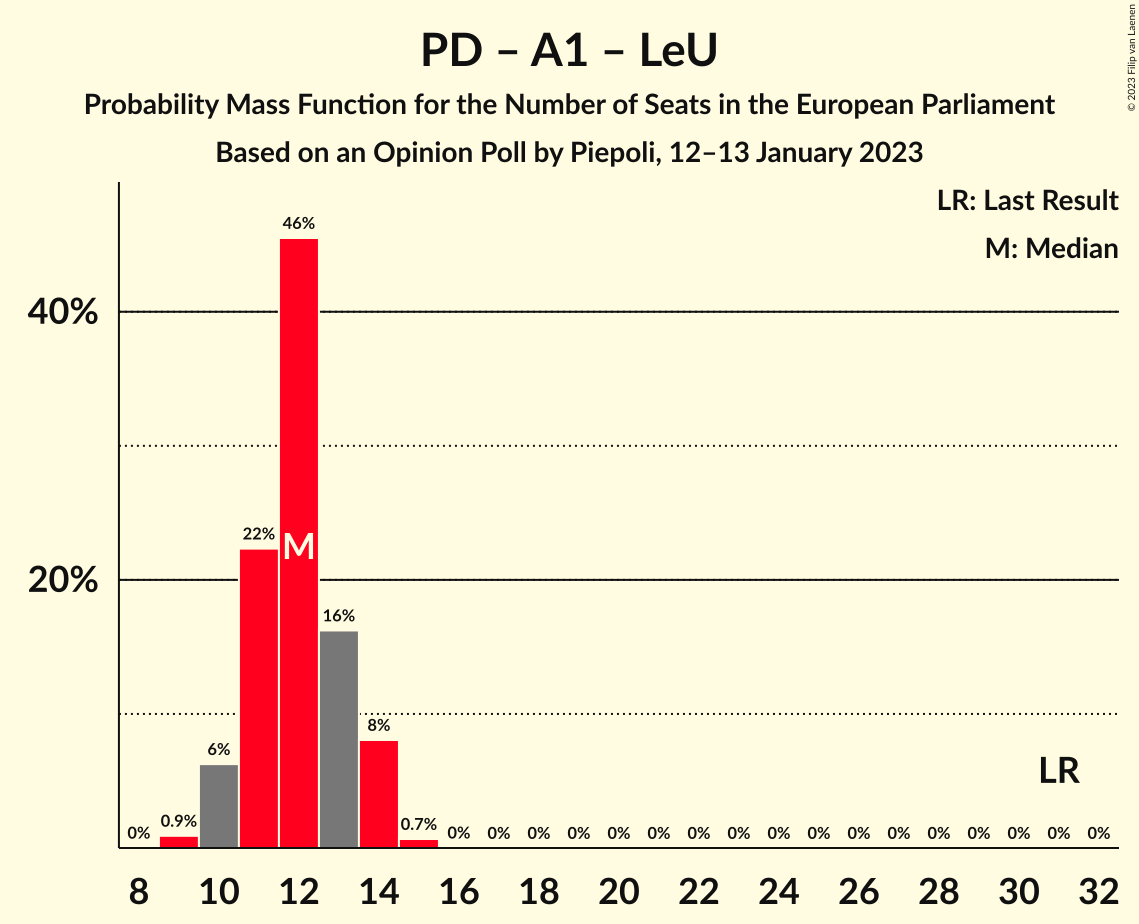 PD – A1 – LeU
Probability Mass Function for the Number of Seats in the European Parliament
Based on an Opinion Poll by Piepoli, 12–13 January 2023
© 2023 Filip van Laenen
LR: Last Result
M: Median
46%
40%
22%
M
20%
16%
8%
6%
LR
0% 0.9% 0.7% 0% 0% 0% 0% 0% 0% 0% 0% 0% 0% 0% 0% 0% 0% 0% 0% 0%
8 10 12 14 16 18 20 22 24 26 28 30 32